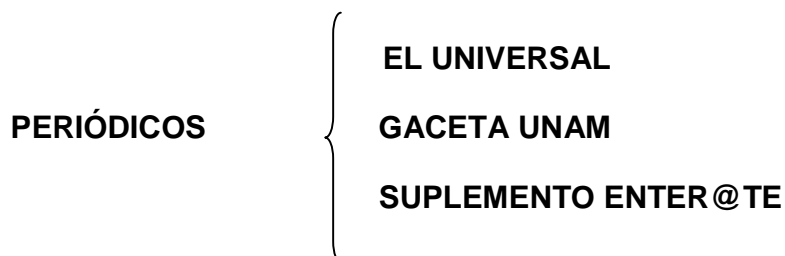 EL UNIVERSAL
PERIÓDICOS GACETA UNAM
SUPLEMENTO ENTER@TE